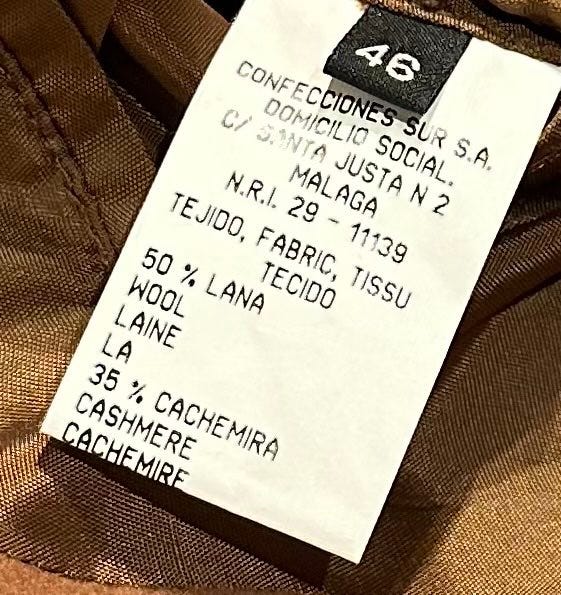 46
CONFECCIONES SUR S.A.
DOMICILIO SOCIAL.
C/ SANTA JUSTA N 2
MALAGA
N.R.I. 29 - 11139
TEJIDO, FABRIC, TISSU
TECIDO
50 % LANA
WOOL
LAINE
LA
35 % CACHEMIRA
CASHMERE
CACHEMIRE